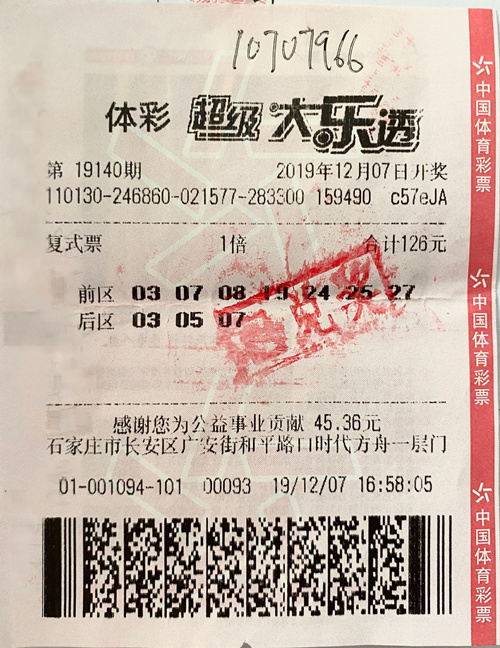 10707966
体彩 超级大乐透
第 19140期 2019年12月07日开奖
110130-246860-021577-283300 159490 c57eJA
复式票 1倍 合计126元
前区 03 07 08 19 24 25 27
后区 03 05 07
已兑奖
感谢您为公益事业贡献 45.36元
石家庄市长安区广安街和平路口时代方舟一层门
01-001094-101 00093 19/12/07 16:58:05
中国体育彩票
中国体育彩票
中国体育彩票